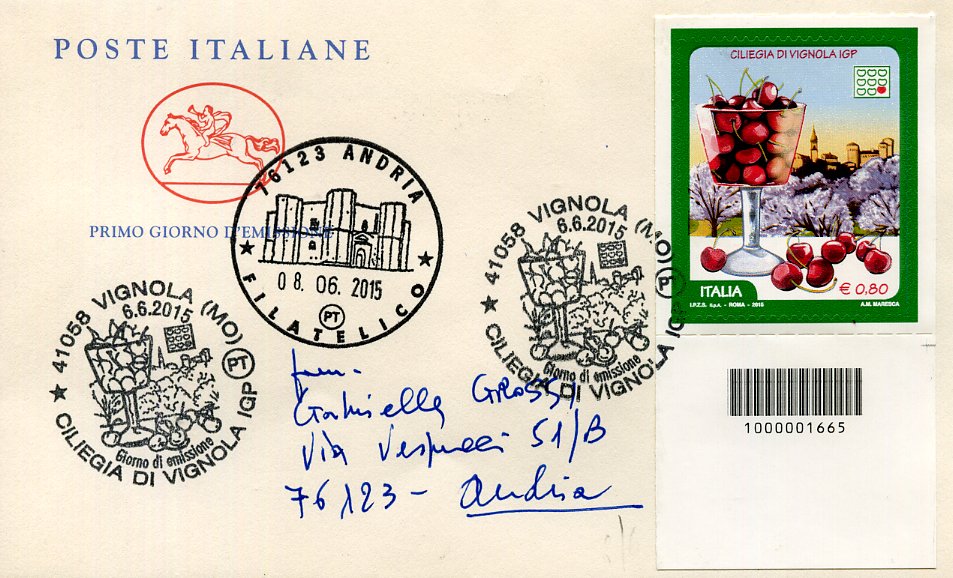 POSTE ITALIANE
PRIMO GIORNO D'EMISSIONE
76123 ANDRIA
08. 06. 2015
PT
FILATELICO
41058 VIGNOLA (MO)
6.6.2015
PT
Giorno di emissione
CILIEGIA DI VIGNOLA IGP
41058 VIGNOLA (MO)
6.6.2015
Giorno di emissione
CILIEGIA DI VIGNOLA IGP
CILIEGIA DI VIGNOLA IGP
ITALIA
€ 0,80
I.P.Z.S. S.p.A. - ROMA - 2015
A.M. MARESCA
1000001665
Gabriella GROSSI
Via Vespucci 51/B
76123 - Andria